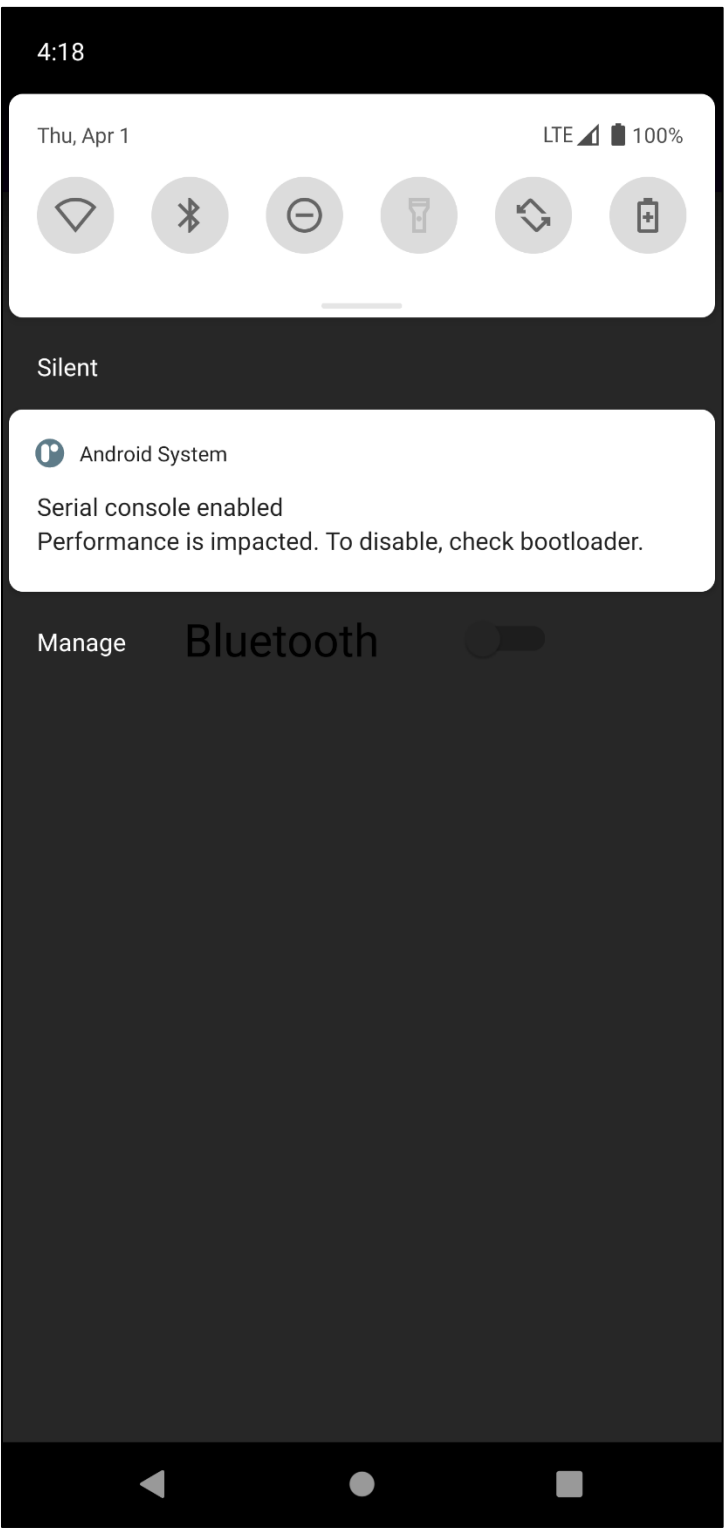 4:18
Thu, Apr 1 LTE 100%
Silent
Android System
Serial console enabled
Performance is impacted. To disable, check bootloader.
Manage Bluetooth